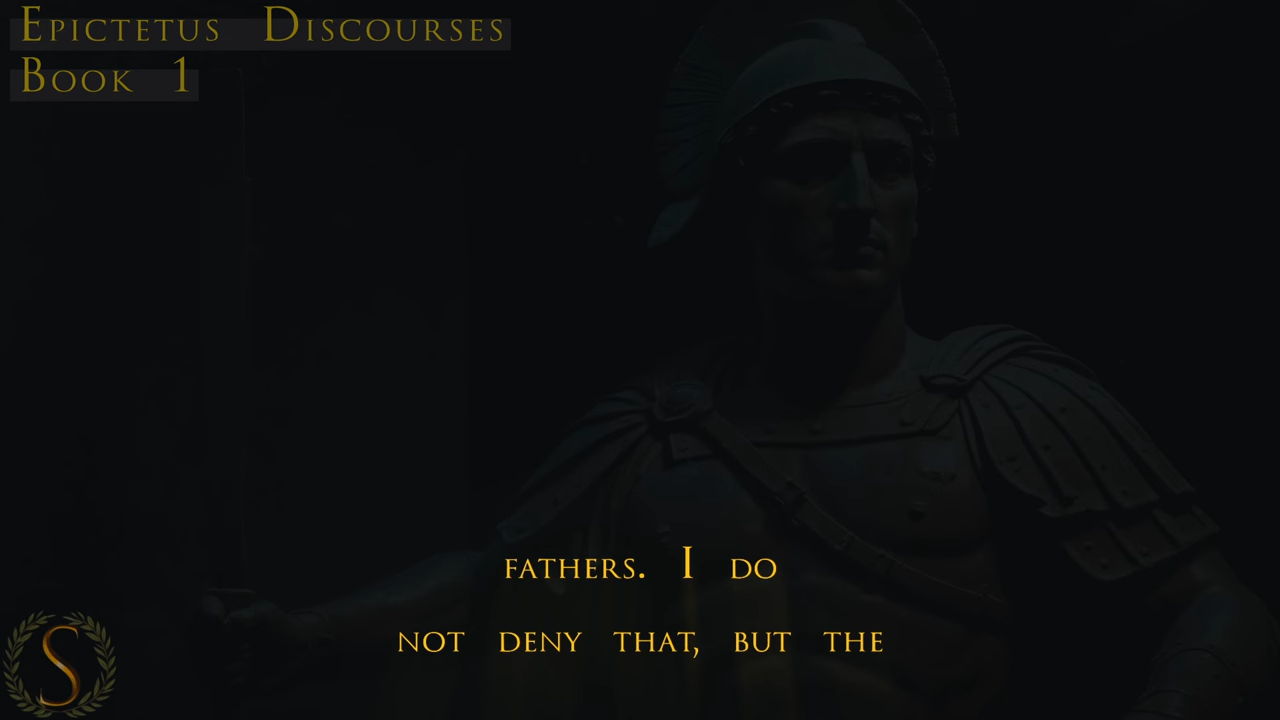 Epictetus Discourses
Book 1
fathers. I do
not deny that, but the
S